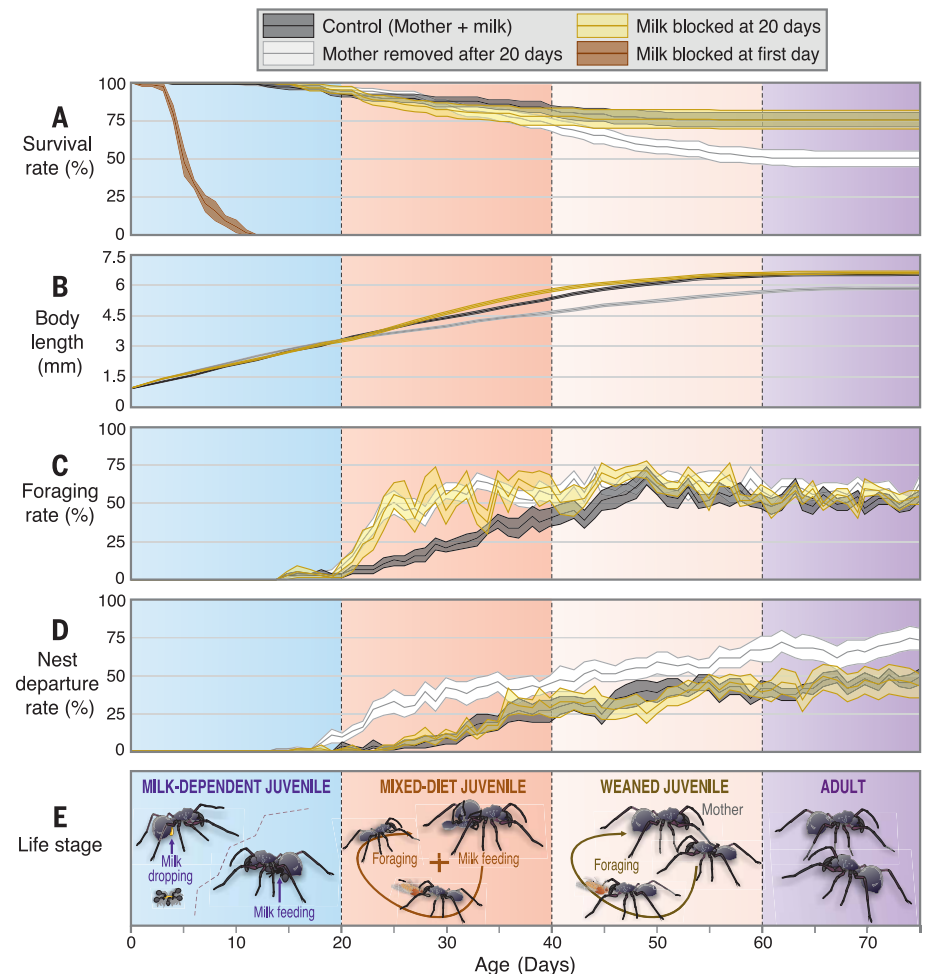 Control (Mother + milk)
Milk blocked at 20 days
Mother removed after 20 days
Milk blocked at first day
A
Survival
rate (%)
100
75
50
25
0
B
Body
length
(mm)
7.5
6
4.5
3
1.5
0
C
Foraging
rate (%)
100
75
50
25
0
D
Nest
departure
rate (%)
100
75
50
25
0
E
Life stage
MILK-DEPENDENT JUVENILE
Milk
dropping
Milk feeding
MIXED-DIET JUVENILE
Foraging
+
Milk feeding
WEANED JUVENILE
Mother
Foraging
ADULT
0 10 20 30 40 50 60 70
Age (Days)